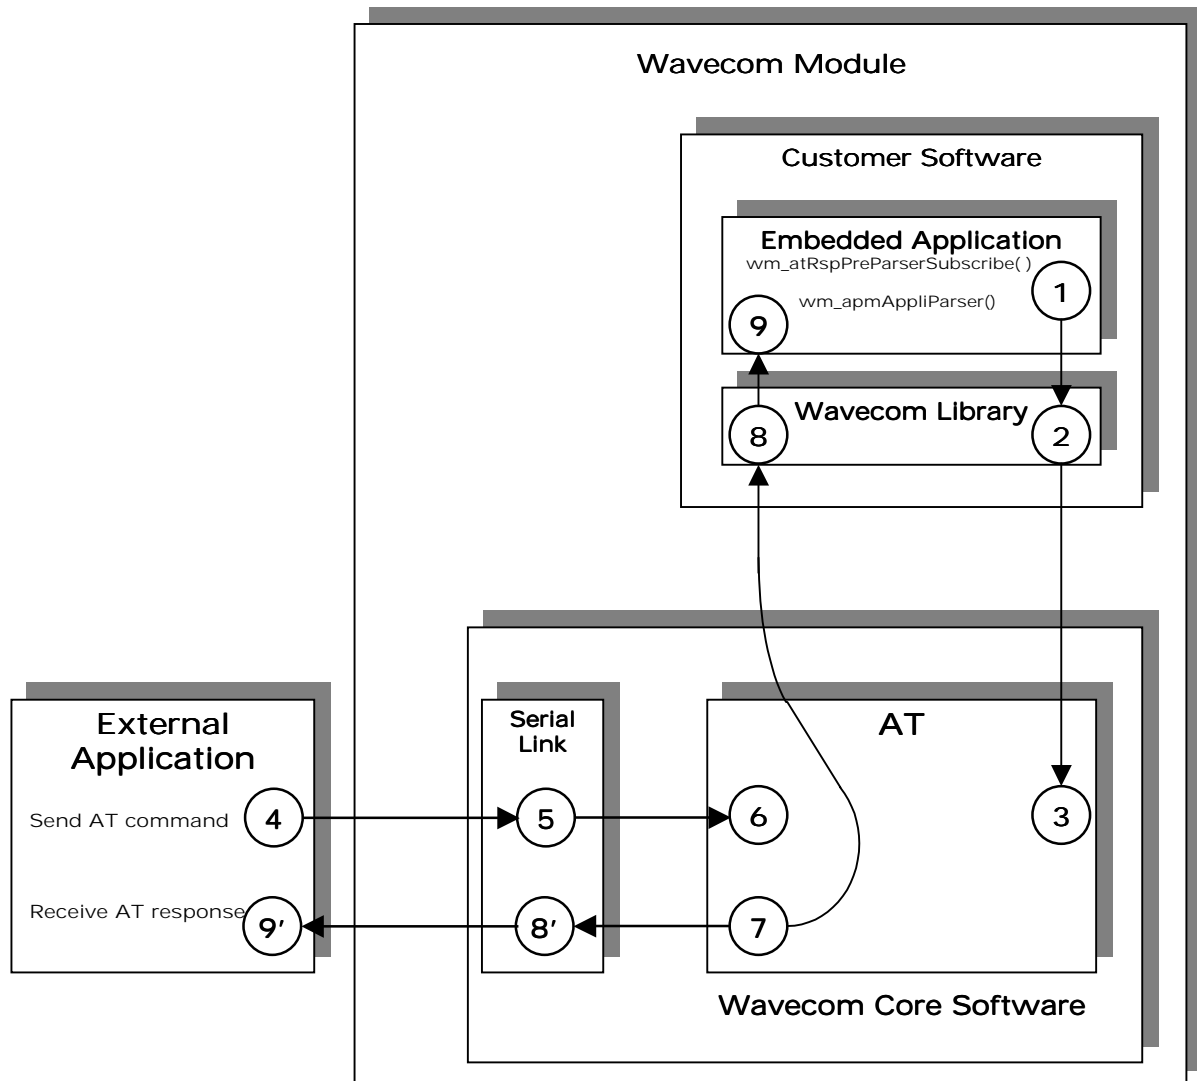 Wavecom Module
Customer Software
Embedded Application
wm_atRspPreParserSubscribe( )
1
wm_apmAppliParser()
9
Wavecom Library
8
2
External
Application
Serial
Link
AT
Send AT command
4
5
6
3
Receive AT response
9'
8'
7
Wavecom Core Software